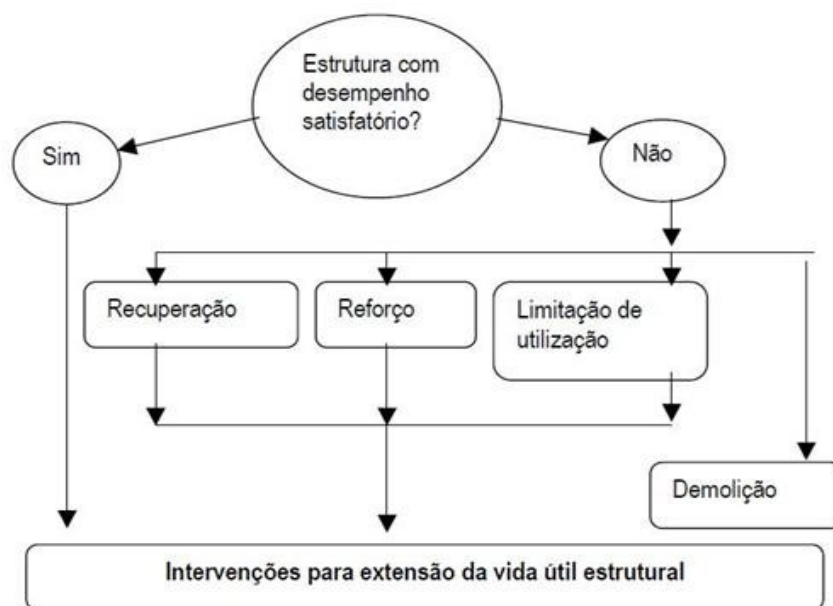 Estrutura com
desempenho
satisfatório?
Sim
Não
Recuperação
Reforço
Limitação de
utilização
Demolição
Intervenções para extensão da vida útil estrutural